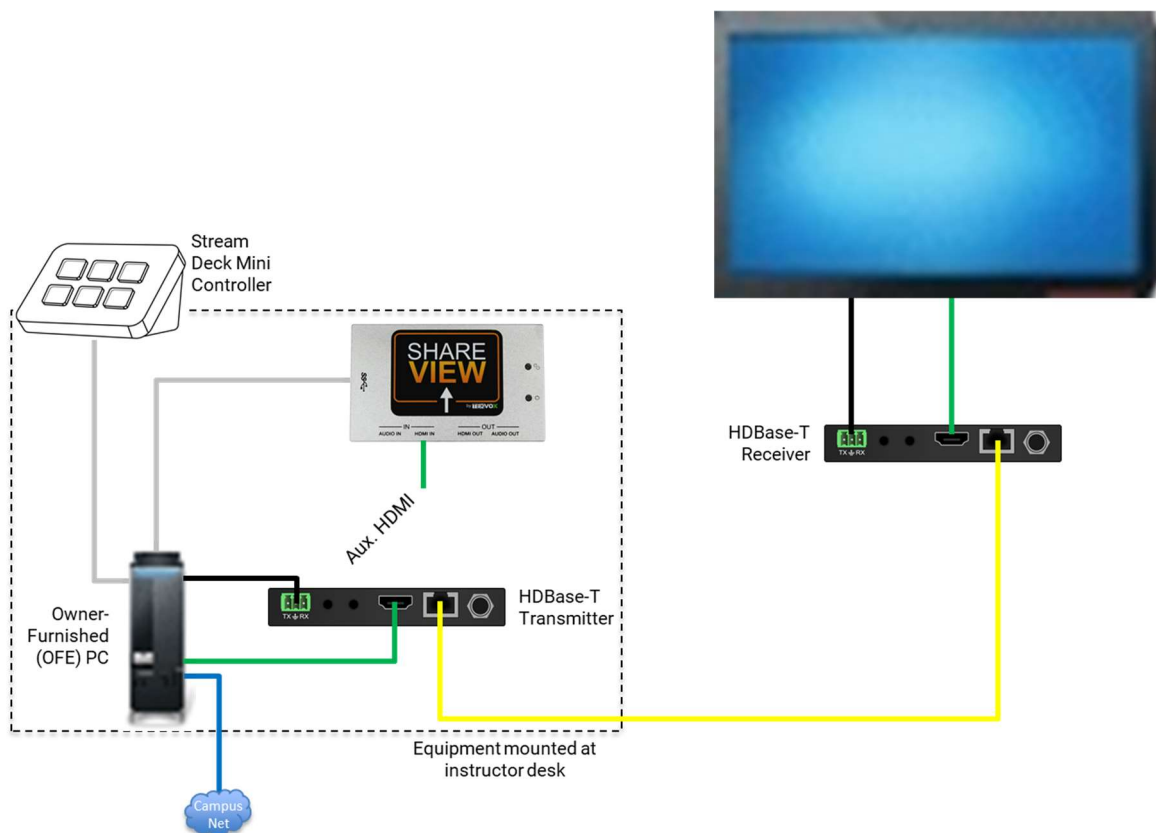 Stream
Deck Mini
Controller
SHARE
VIEW
by TIDVOX
IN
OUT
AUDIO IN
HDMI IN
HDMI OUT
AUDIO OUT
Aux. HDMI
HDBase-T
Receiver
TX RX
HDBase-T
Transmitter
TX RX
Owner-
Furnished
(OFE) PC
Equipment mounted at
instructor desk
Campus
Net